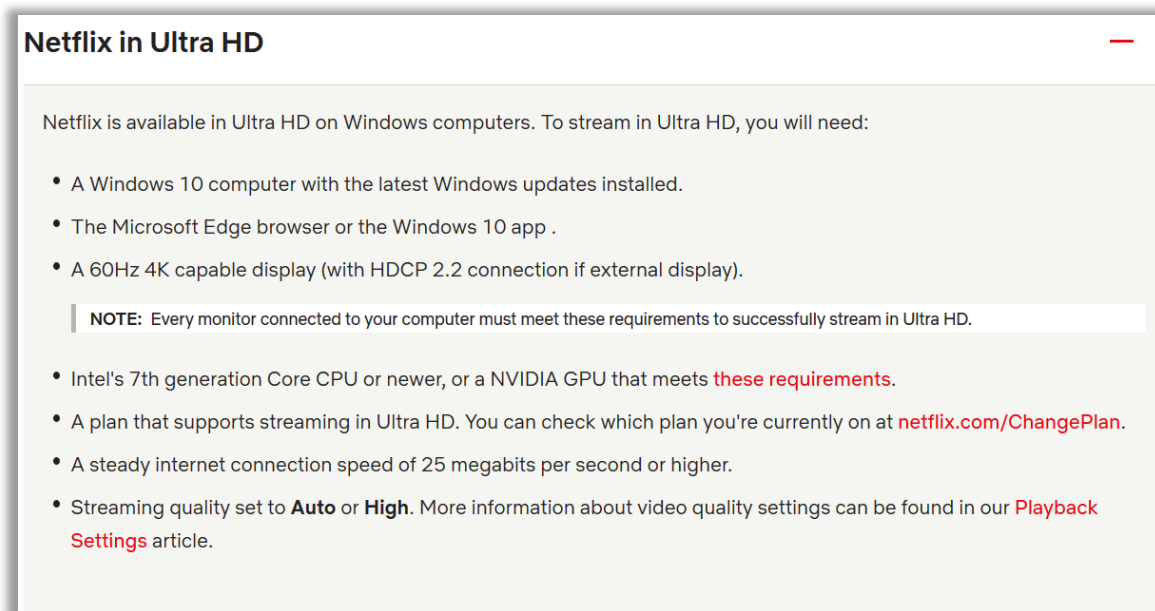 Netflix in Ultra HD
Netflix is available in Ultra HD on Windows computers. To stream in Ultra HD, you will need:
• A Windows 10 computer with the latest Windows updates installed.
• The Microsoft Edge browser or the Windows 10 app .
• A 60Hz 4K capable display (with HDCP 2.2 connection if external display).
NOTE: Every monitor connected to your computer must meet these requirements to successfully stream in Ultra HD.
• Intel's 7th generation Core CPU or newer, or a NVIDIA GPU that meets these requirements.
• A plan that supports streaming in Ultra HD. You can check which plan you're currently on at netflix.com/ChangePlan.
• A steady internet connection speed of 25 megabits per second or higher.
• Streaming quality set to Auto or High. More information about video quality settings can be found in our Playback
Settings article.